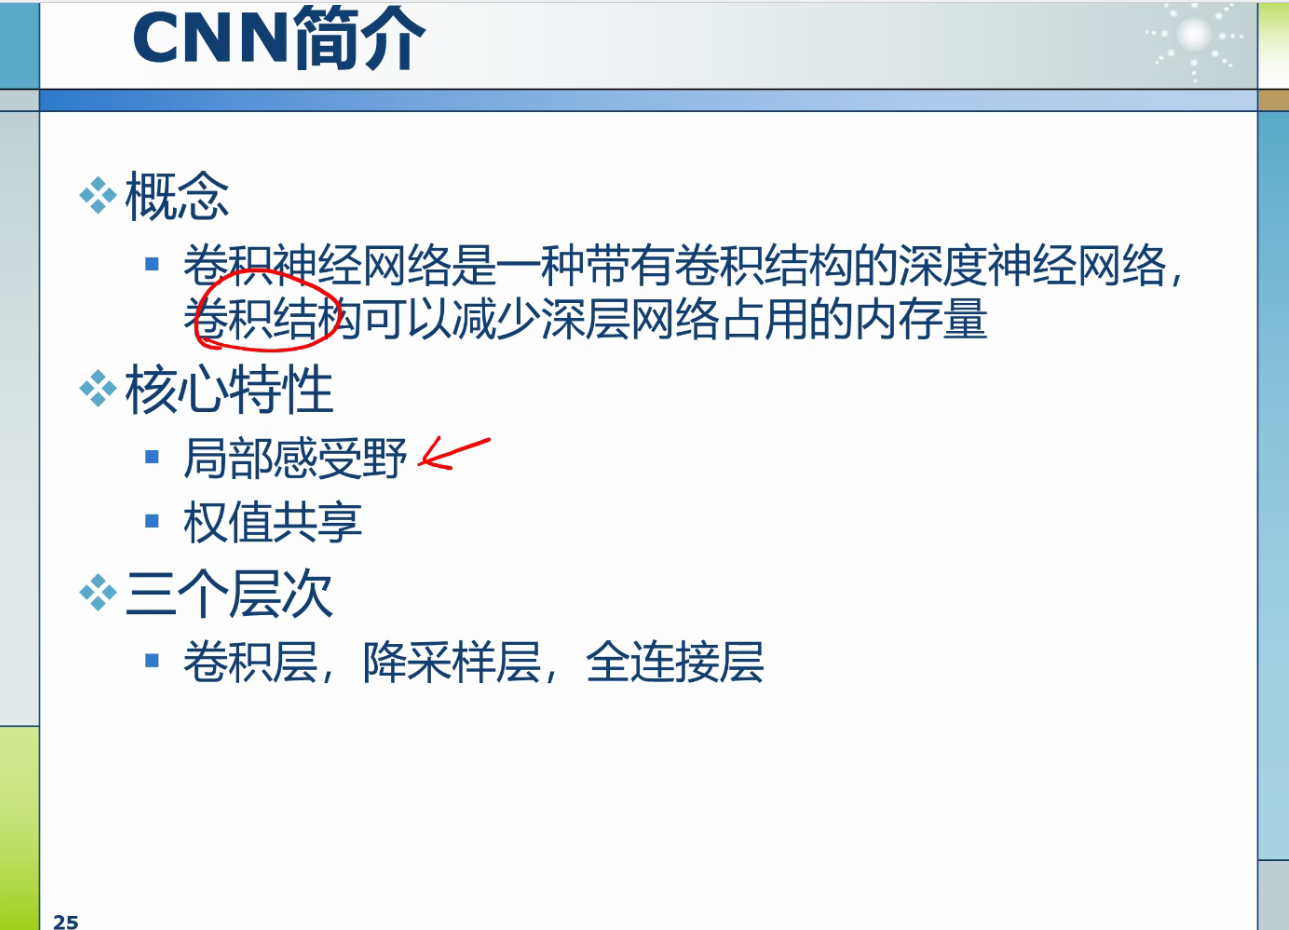 CNN简介
概念
卷积神经网络是一种带有卷积结构的深度神经网络，
卷积结构可以减少深层网络占用的内存量
核心特性
局部感受野
权值共享
三个层次
卷积层，降采样层，全连接层
25